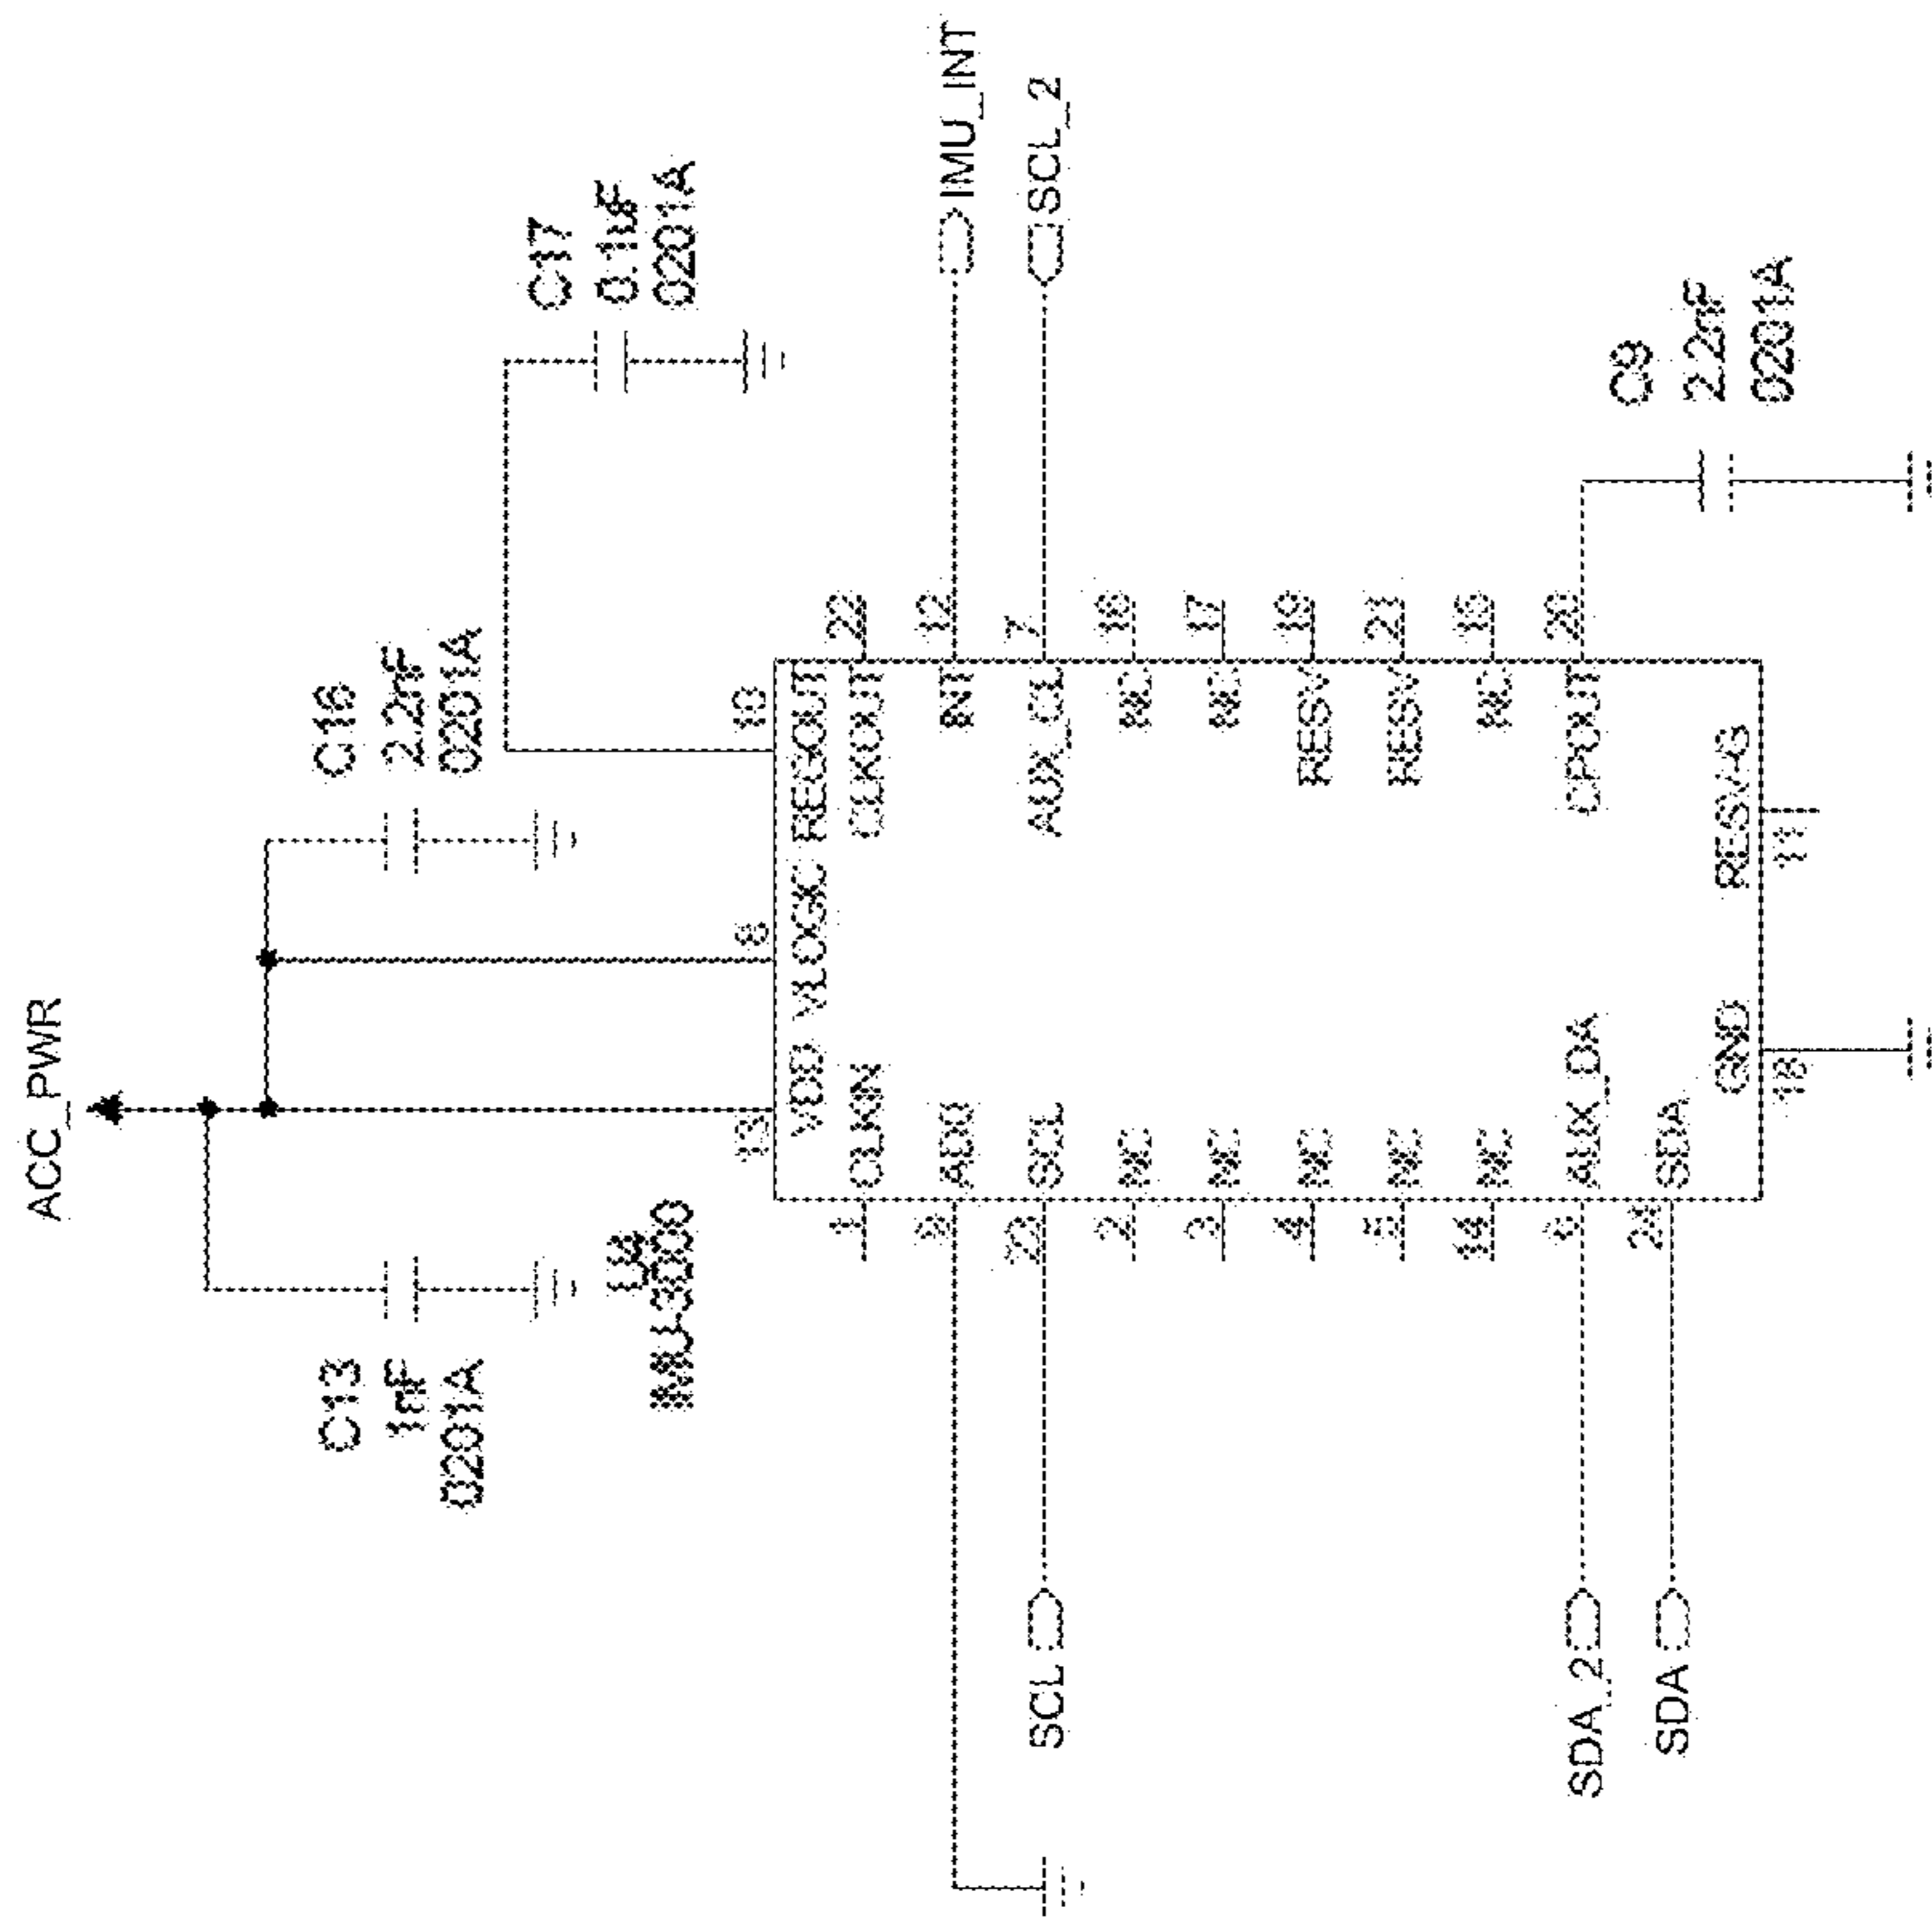 ACC_PWR
C13
1nF
0201A
C16
2.2nF
0201A
C17
0.1uF
0201A
U4
IMU-3000
13
8
10
VDD VLOGIC REGOUT
1
CLKIN
CLKOUT
22
9
AD0
INT
12
IMU_INT
SCL
23
SCL
AUX_CL
7
SCL_2
2
NC
NC
3
NC
NC
17
4
NC
RESV
19
5
NC
RESV
21
14
NC
NC
15
SDA_2
6
AUX_DA
CPOUT
20
C9
2.2nF
0201A
SDA
24
SDA
GND
18
11